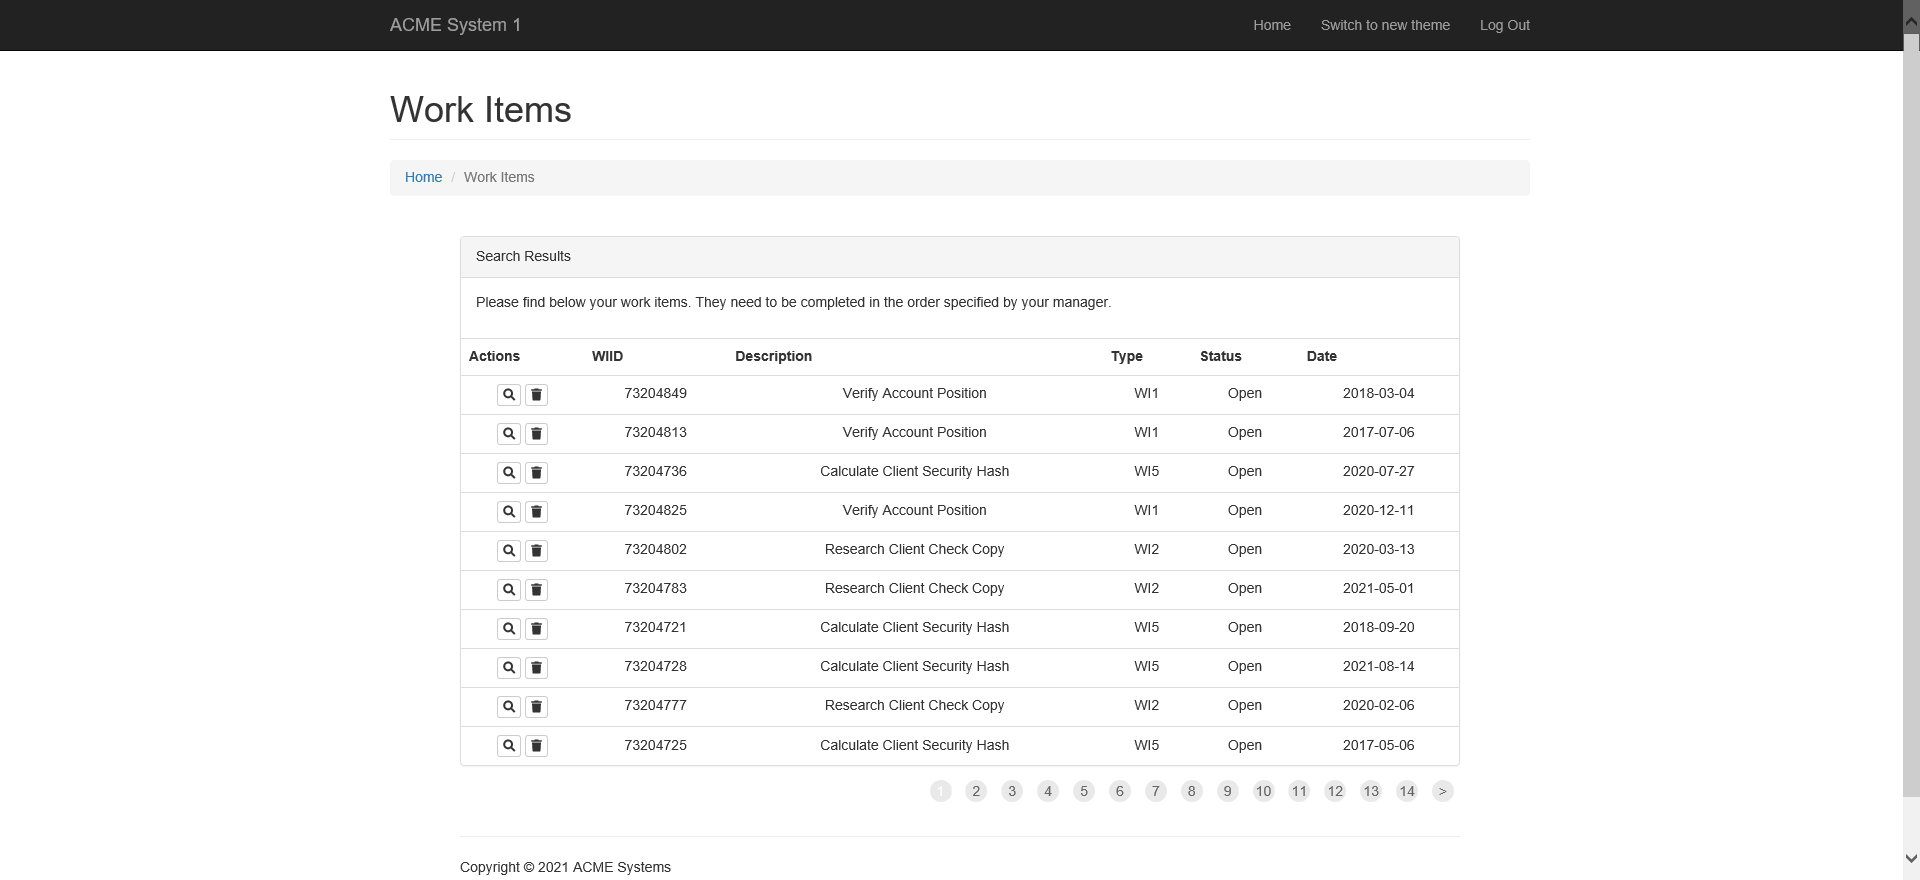 ACME System 1 Home Switch to new theme Log Out
Work Items
Home / Work Items
Search Results
Please find below your work items. They need to be completed in the order specified by your manager.
Actions WIID Description Type Status Date
73204849 Verify Account Position WI1 Open 2018-03-04
73204813 Verify Account Position WI1 Open 2017-07-06
73204736 Calculate Client Security Hash WI5 Open 2020-07-27
73204825 Verify Account Position WI1 Open 2020-12-11
73204802 Research Client Check Copy WI2 Open 2020-03-13
73204783 Research Client Check Copy WI2 Open 2021-05-01
73204721 Calculate Client Security Hash WI5 Open 2018-09-20
73204728 Calculate Client Security Hash WI5 Open 2021-08-14
73204777 Research Client Check Copy WI2 Open 2020-02-06
73204725 Calculate Client Security Hash WI5 Open 2017-05-06
1 2 3 4 5 6 7 8 9 10 11 12 13 14 >
Copyright © 2021 ACME Systems